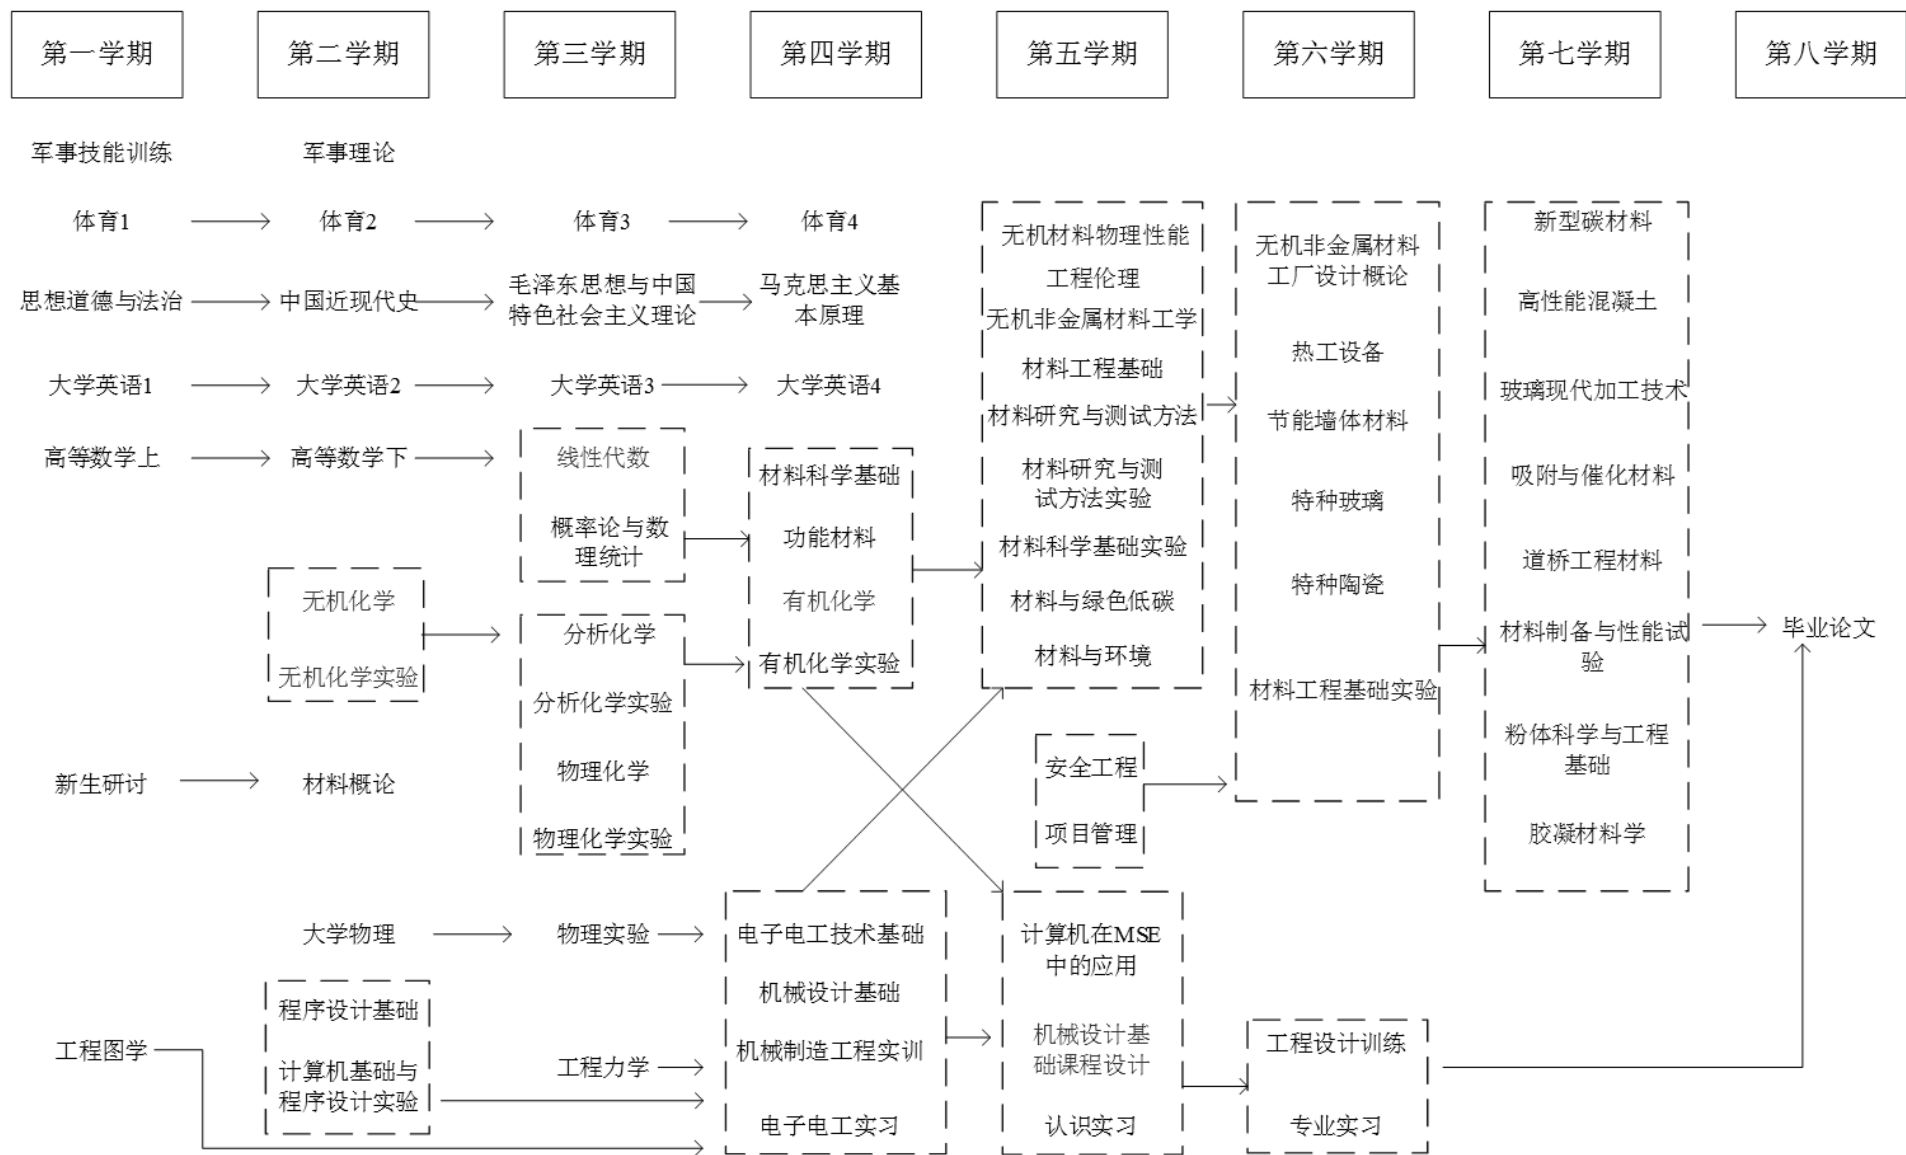 第一学期
第二学期
第三学期
第四学期
第五学期
第六学期
第七学期
第八学期
军事技能训练
军事理论
体育1
体育2
体育3
体育4
思想道德与法治
中国近现代史
毛泽东思想与中国
特色社会主义理论
马克思主义基
本原理
大学英语1
大学英语2
大学英语3
大学英语4
高等数学上
高等数学下
线性代数
概率论与数
理统计
无机化学
无机化学实验
分析化学
分析化学实验
物理化学
物理化学实验
材料科学基础
功能材料
有机化学
有机化学实验
新生研讨
材料概论
无机材料物理性能
工程伦理
无机非金属材料工学
材料工程基础
材料研究与测试方法
材料研究与测
试方法实验
材料科学基础实验
材料与绿色低碳
材料与环境
安全工程
项目管理
无机非金属材料
工厂设计概论
热工设备
节能墙体材料
特种玻璃
特种陶瓷
材料工程基础实验
新型碳材料
高性能混凝土
玻璃现代加工技术
吸附与催化材料
道桥工程材料
材料制备与性能试
验
粉体科学与工程
基础
胶凝材料学
毕业论文
大学物理
物理实验
程序设计基础
计算机基础与
程序设计实验
工程图学
工程力学
电子电工技术基础
机械设计基础
机械制造工程实训
电子电工实习
计算机在MSE
中的应用
机械设计基
础课程设计
认识实习
工程设计训练
专业实习